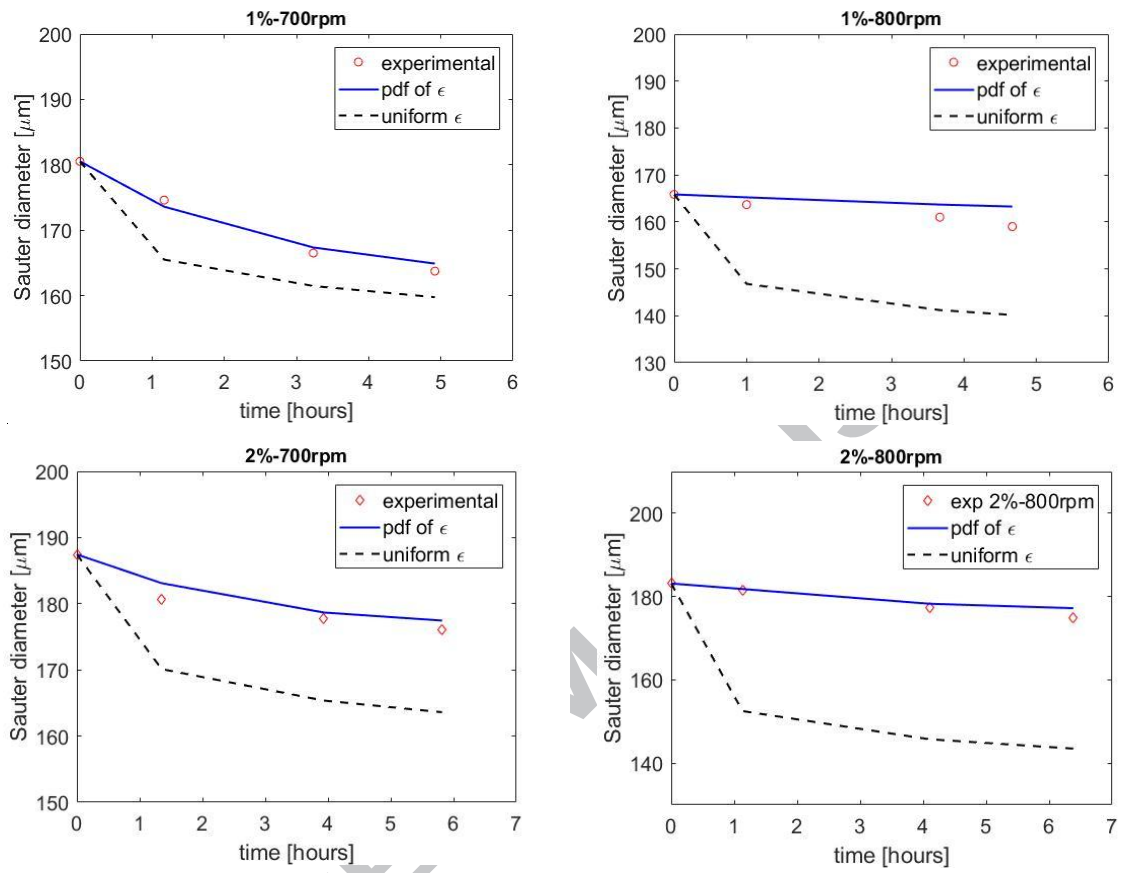 1%-700rpm
200
190
180
170
160
150
0 1 2 3 4 5 6
Sauter diameter [μm]
time [hours]
experimental
pdf of ϵ
uniform ϵ
1%-800rpm
200
190
180
170
160
150
140
130
0 1 2 3 4 5 6
Sauter diameter [μm]
time [hours]
experimental
pdf of ϵ
uniform ϵ
2%-700rpm
200
190
180
170
160
150
0 1 2 3 4 5 6 7
Sauter diameter [μm]
time [hours]
experimental
pdf of ϵ
uniform ϵ
2%-800rpm
200
180
160
140
0 1 2 3 4 5 6 7
Sauter diameter [μm]
time [hours]
exp 2%-800rpm
pdf of ϵ
uniform ϵ